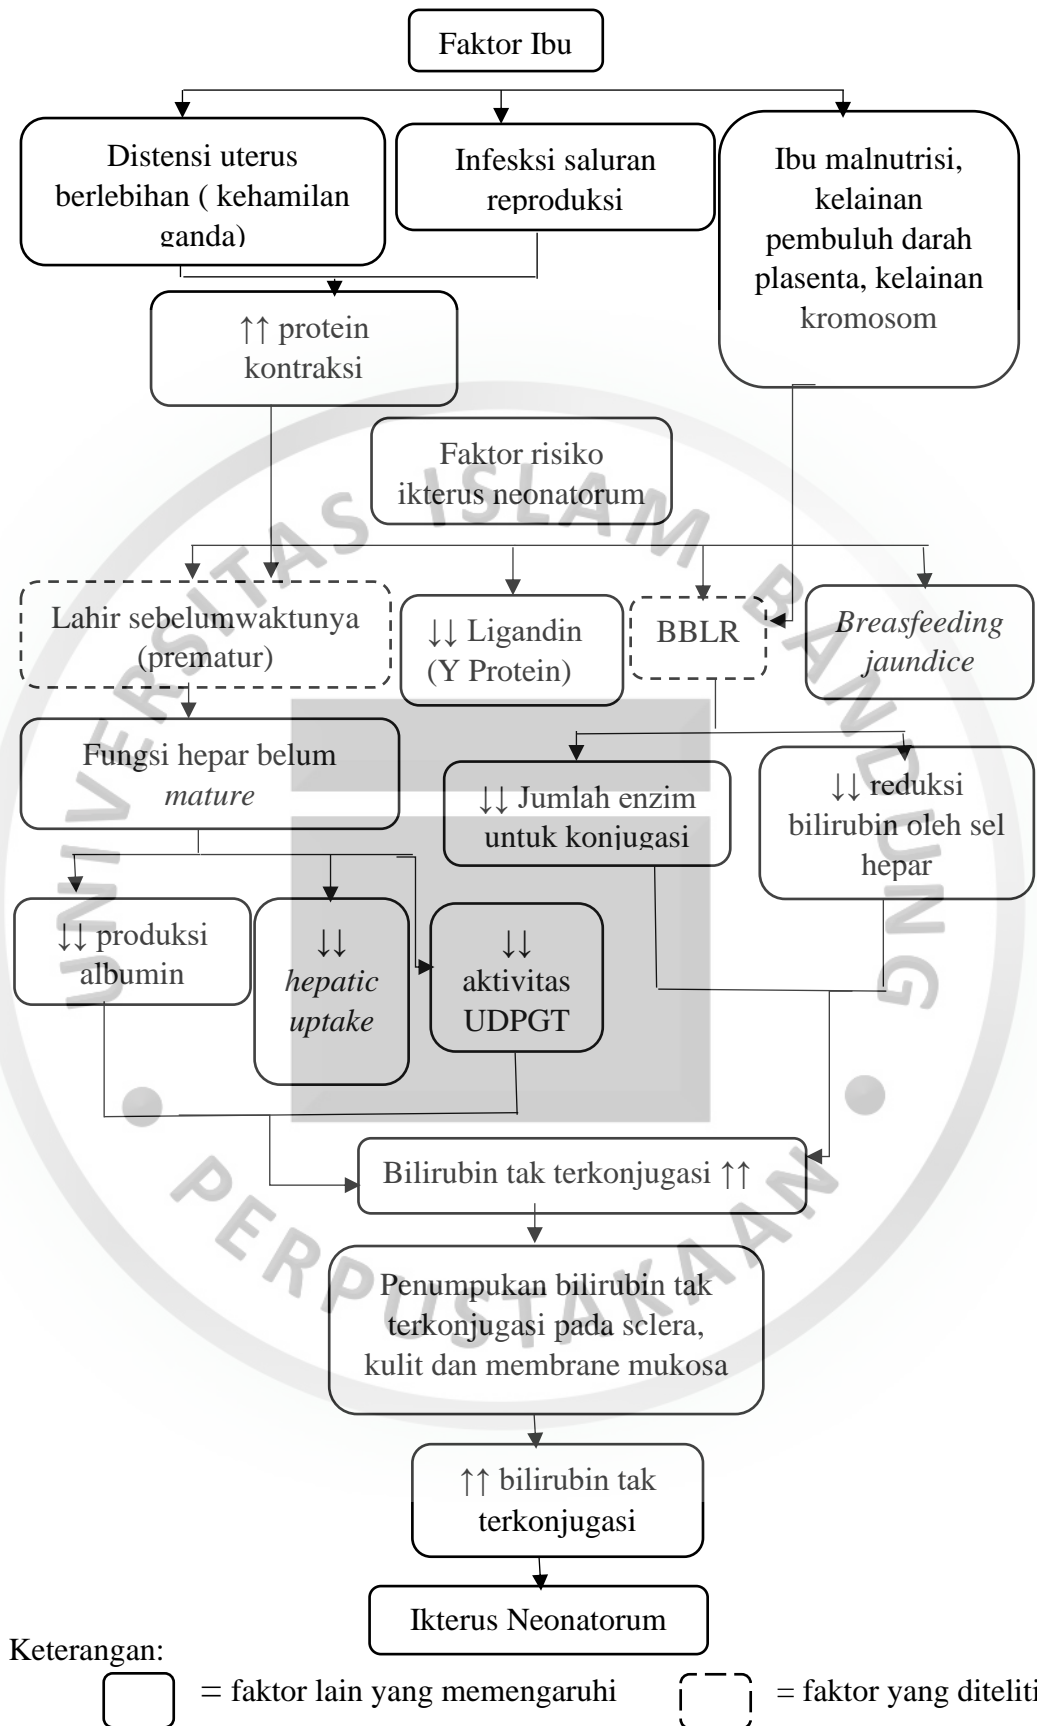 Faktor Ibu
Distensi uterus
berlebihan ( kehamilan
ganda)
Infesksi saluran
reproduksi
Ibu malnutrisi,
kelainan
pembuluh darah
plasenta, kelainan
kromosom
↑↑ protein
kontraksi
Faktor risiko
ikterus neonatorum
Lahir sebelumwaktunya
(prematur)
↓↓ Ligandin
(Y Protein)
BBLR
Breasfeeding
jaundice
Fungsi hepar belum
mature
↓↓ Jumlah enzim
untuk konjugasi
↓↓ reduksi
bilirubin oleh sel
hepar
↓↓ produksi
albumin
↓↓
hepatic
uptake
↓↓
aktivitas
UDPGT
Bilirubin tak terkonjugasi ↑↑
Penumpukan bilirubin tak
terkonjugasi pada sclera,
kulit dan membrane mukosa
↑↑ bilirubin tak
terkonjugasi
Ikterus Neonatorum
Keterangan:
= faktor lain yang memengaruhi
= faktor yang diteliti
UNIVERSITAS ISLAM BANDUNG
PERPUSTAKAAN